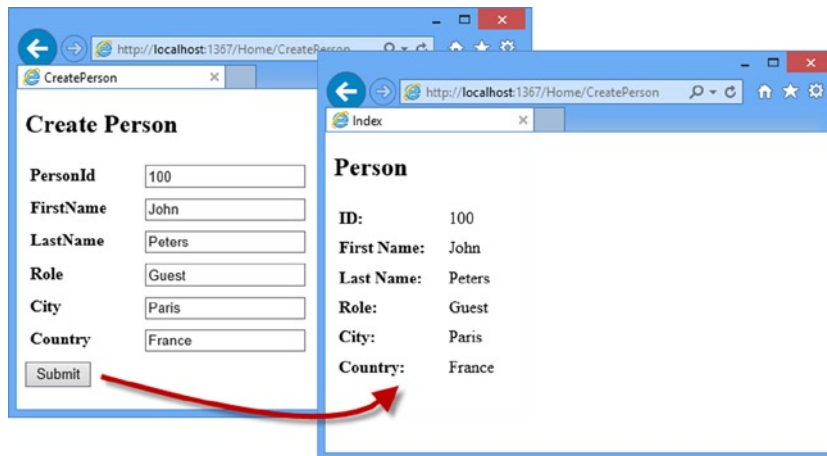 http://localhost:1367/Home/CreatePerson
CreatePerson
Create Person
PersonId 100
FirstName John
LastName Peters
Role Guest
City Paris
Country France
Submit
http://localhost:1367/Home/CreatePerson
Index
Person
ID: 100
First Name: John
Last Name: Peters
Role: Guest
City: Paris
Country: France